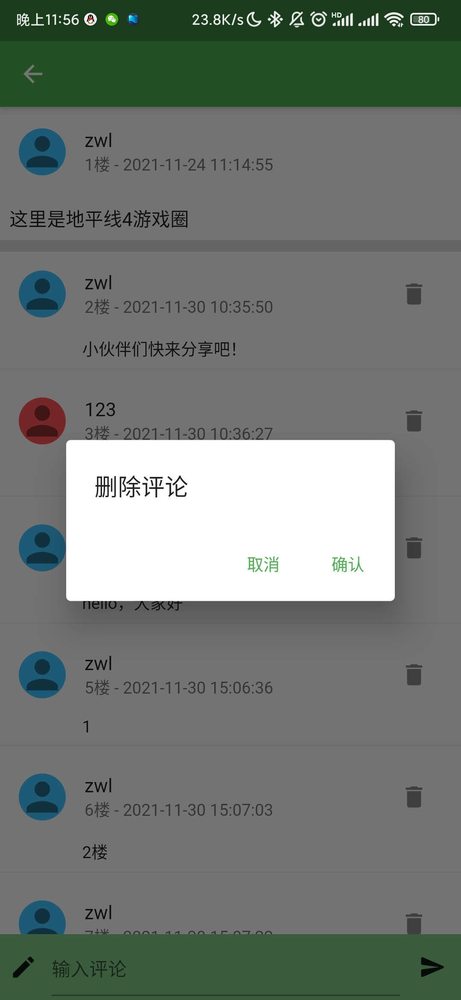 晚上11:56 23.8K/s HD 80
zwl
1楼 - 2021-11-24 11:14:55
这里是地平线4游戏圈
zwl
2楼 - 2021-11-30 10:35:50
小伙伴们快来分享吧！
123
3楼 - 2021-11-30 10:36:27
删除评论
取消 确认
hello，大家好
zwl
5楼 - 2021-11-30 15:06:36
1
zwl
6楼 - 2021-11-30 15:07:03
2楼
zwl
输入评论